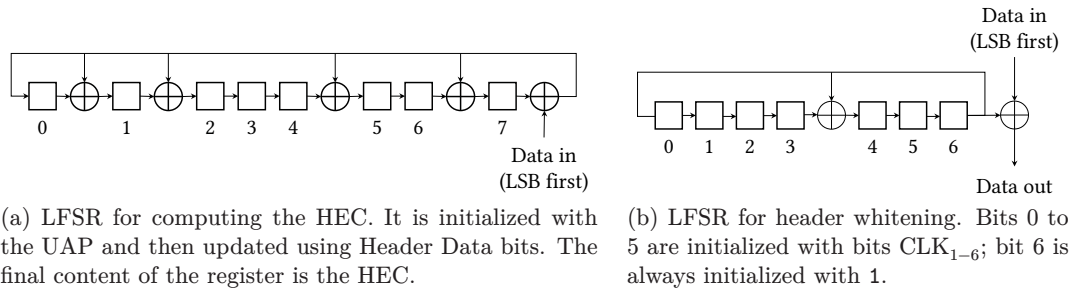 0
1
2
3
4
5
6
7
Data in
(LSB first)
(a) LFSR for computing the HEC. It is initialized with
the UAP and then updated using Header Data bits. The
final content of the register is the HEC.
Data in
(LSB first)
0
1
2
3
4
5
6
Data out
(b) LFSR for header whitening. Bits 0 to
5 are initialized with bits CLK₁₋₆; bit 6 is
always initialized with 1.